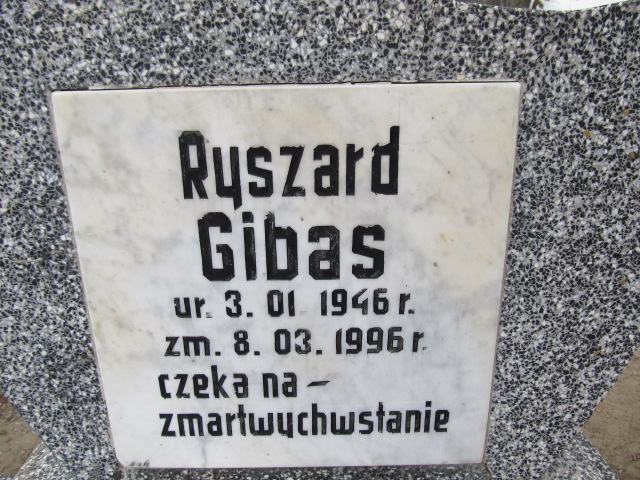 Ryszard
Gibas
ur. 3. 01 1946 r.
zm. 8. 03. 1996 r.
czeka na –
zmartwychwstanie